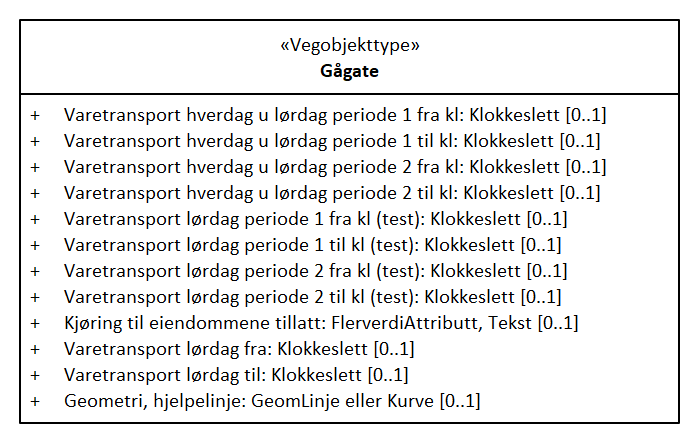 «Vegobjekttype»
Gågate
+ Varetransport hverdag u lørdag periode 1 fra kl: Klokkeslett [0..1]
+ Varetransport hverdag u lørdag periode 1 til kl: Klokkeslett [0..1]
+ Varetransport hverdag u lørdag periode 2 fra kl: Klokkeslett [0..1]
+ Varetransport hverdag u lørdag periode 2 til kl: Klokkeslett [0..1]
+ Varetransport lørdag periode 1 fra kl (test): Klokkeslett [0..1]
+ Varetransport lørdag periode 1 til kl (test): Klokkeslett [0..1]
+ Varetransport lørdag periode 2 fra kl (test): Klokkeslett [0..1]
+ Varetransport lørdag periode 2 til kl (test): Klokkeslett [0..1]
+ Kjøring til eiendommene tillatt: FlerverdiAttributt, Tekst [0..1]
+ Varetransport lørdag fra: Klokkeslett [0..1]
+ Varetransport lørdag til: Klokkeslett [0..1]
+ Geometri, hjelpelinje: GeomLinje eller Kurve [0..1]